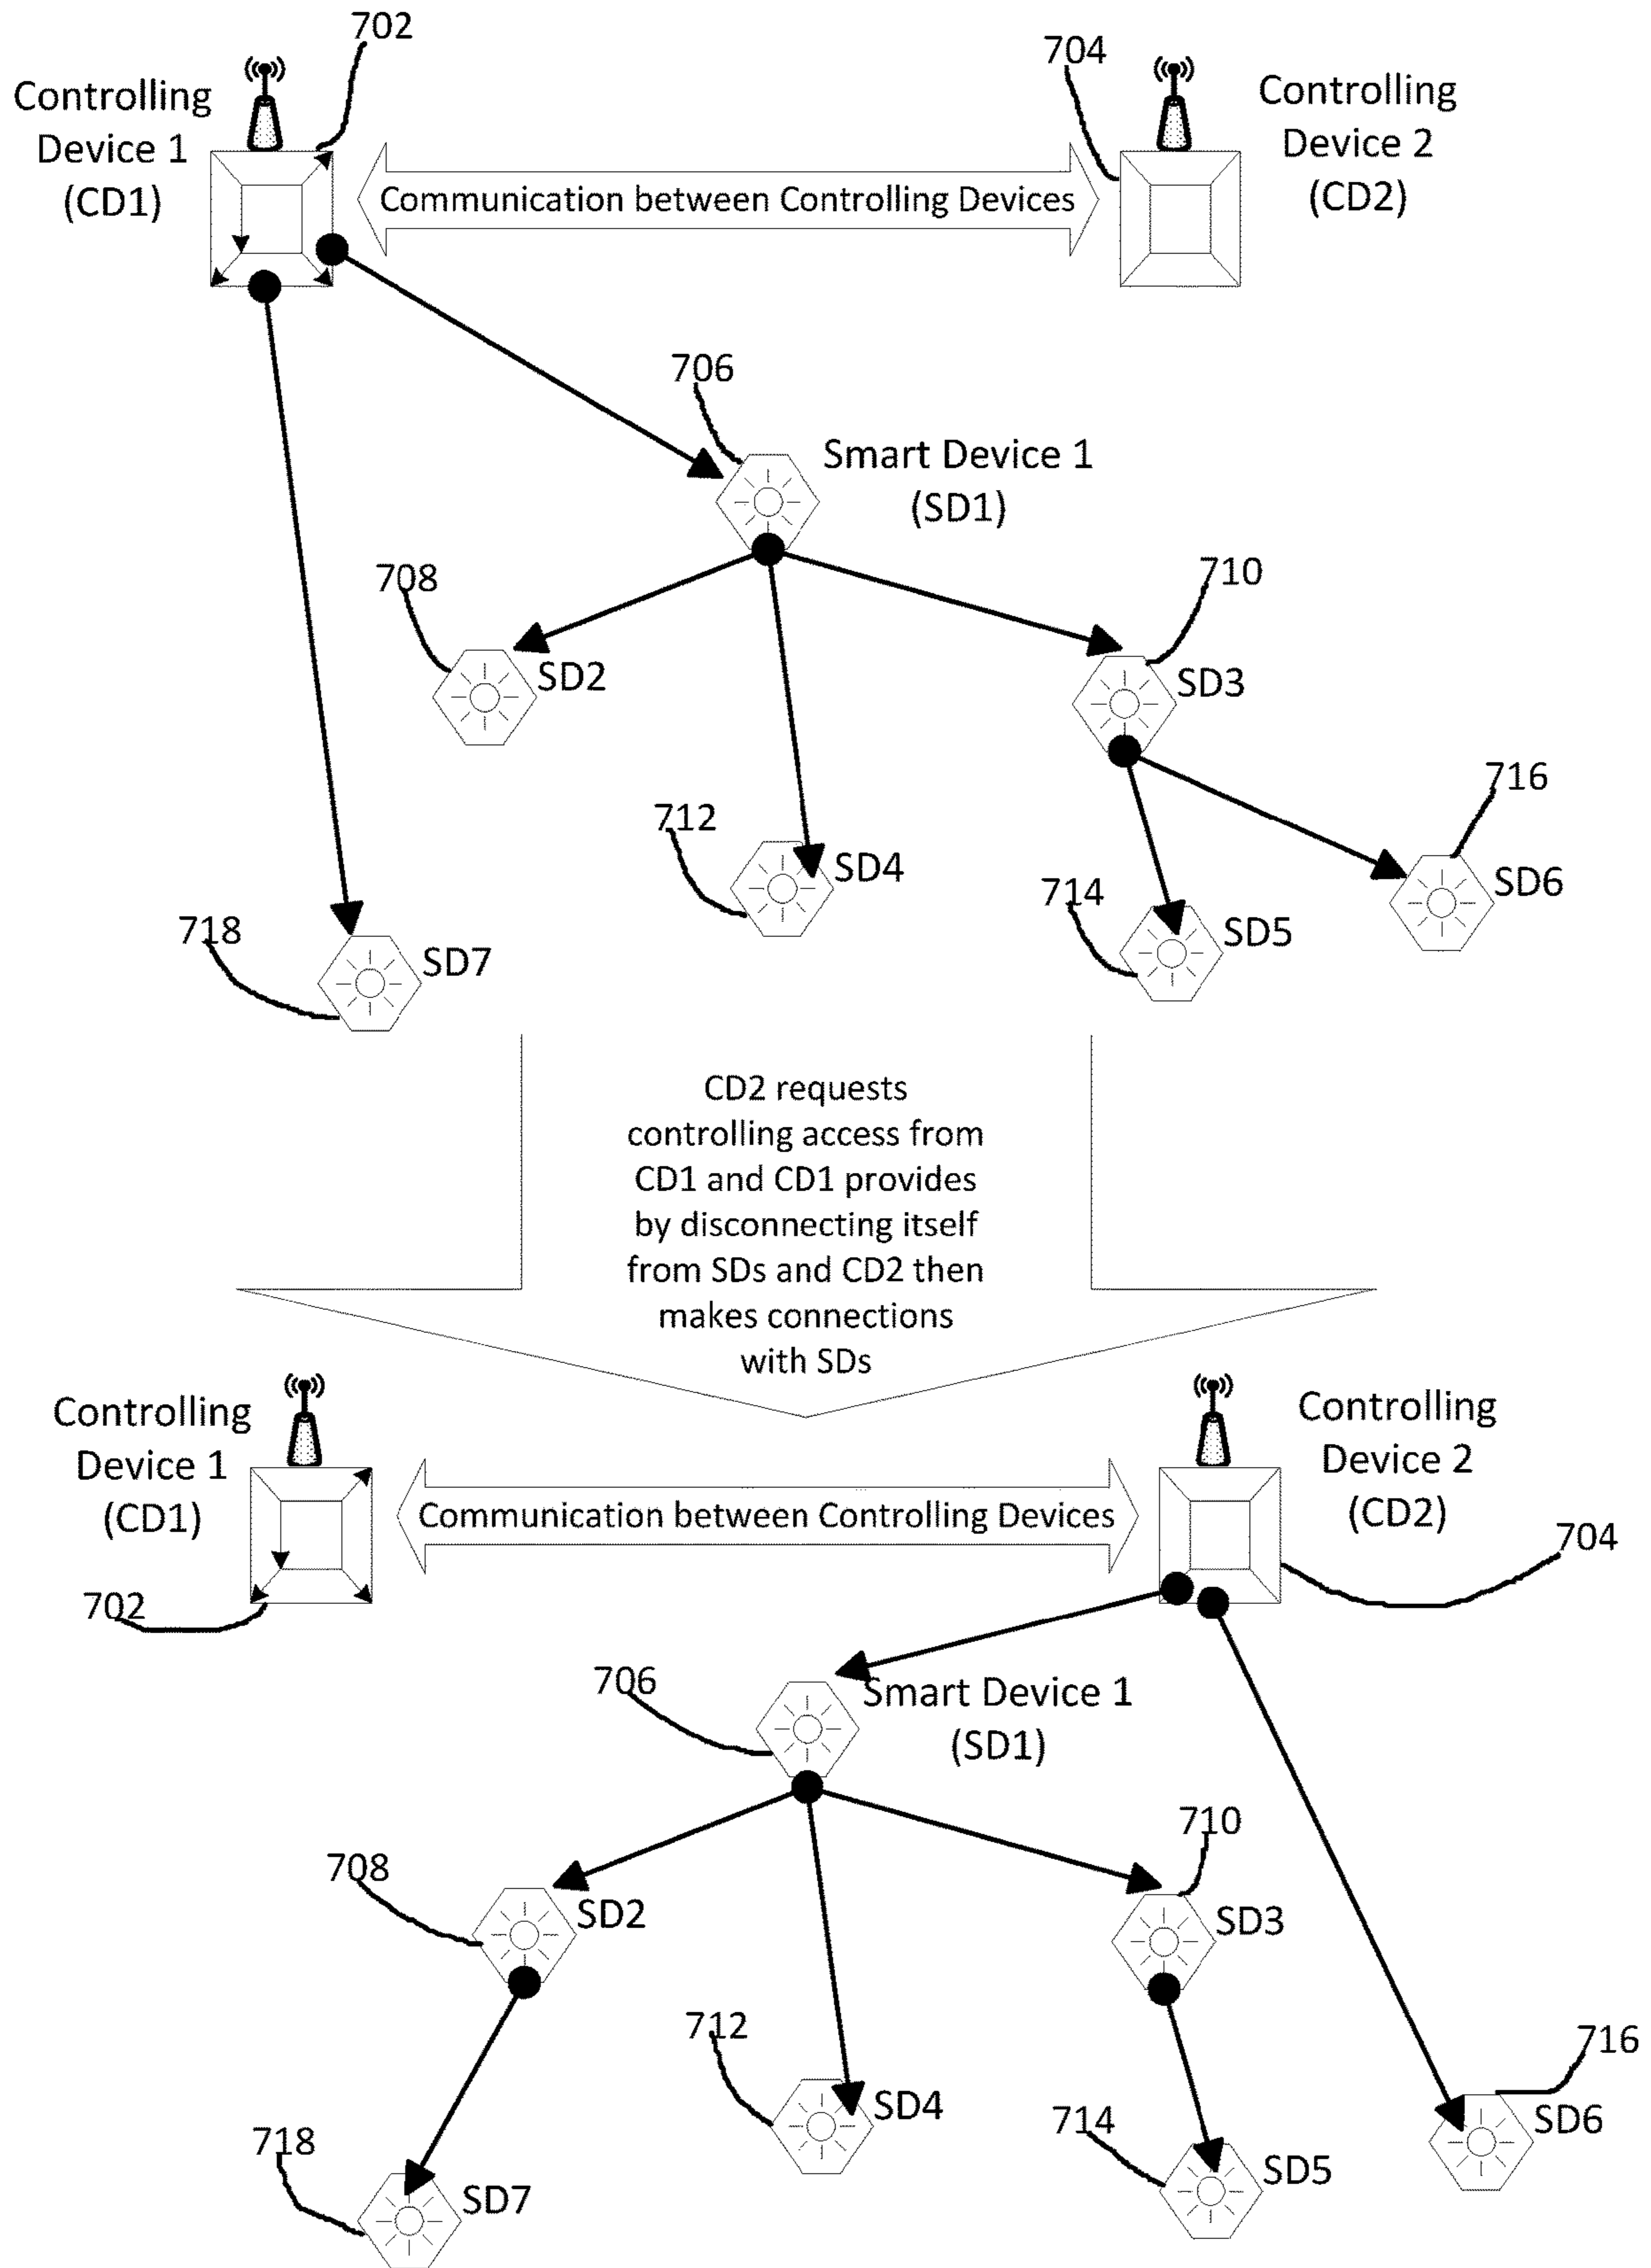 702
704
Controlling
Device 1
(CD1)
Controlling
Device 2
(CD2)
Communication between Controlling Devices
706
Smart Device 1
(SD1)
708
710
SD2
SD3
712
716
SD4
SD6
714
718
SD5
SD7
CD2 requests
controlling access from
CD1 and CD1 provides
by disconnecting itself
from SDs and CD2 then
makes connections
with SDs
Controlling
Device 1
(CD1)
Controlling
Device 2
(CD2)
Communication between Controlling Devices
704
702
706
Smart Device 1
(SD1)
710
708
SD2
SD3
712
716
SD4
SD6
714
718
SD5
SD7